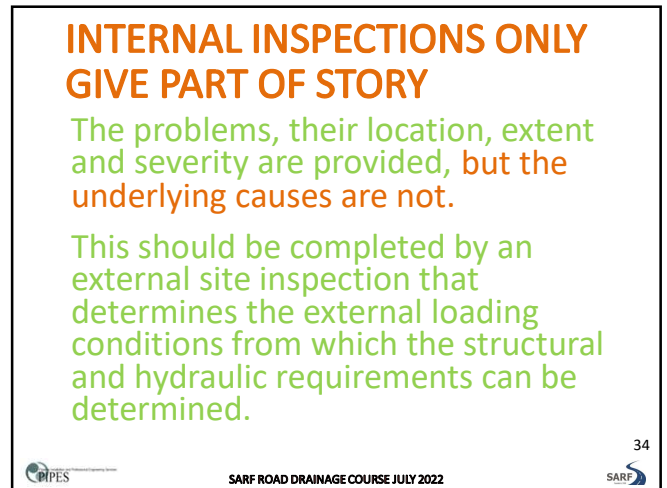 INTERNAL INSPECTIONS ONLY
GIVE PART OF STORY
The problems, their location, extent
and severity are provided, but the
underlying causes are not.
This should be completed by an
external site inspection that
determines the external loading
conditions from which the structural
and hydraulic requirements can be
determined.
34
PIPES
SARF ROAD DRAINAGE COURSE JULY 2022
SARF